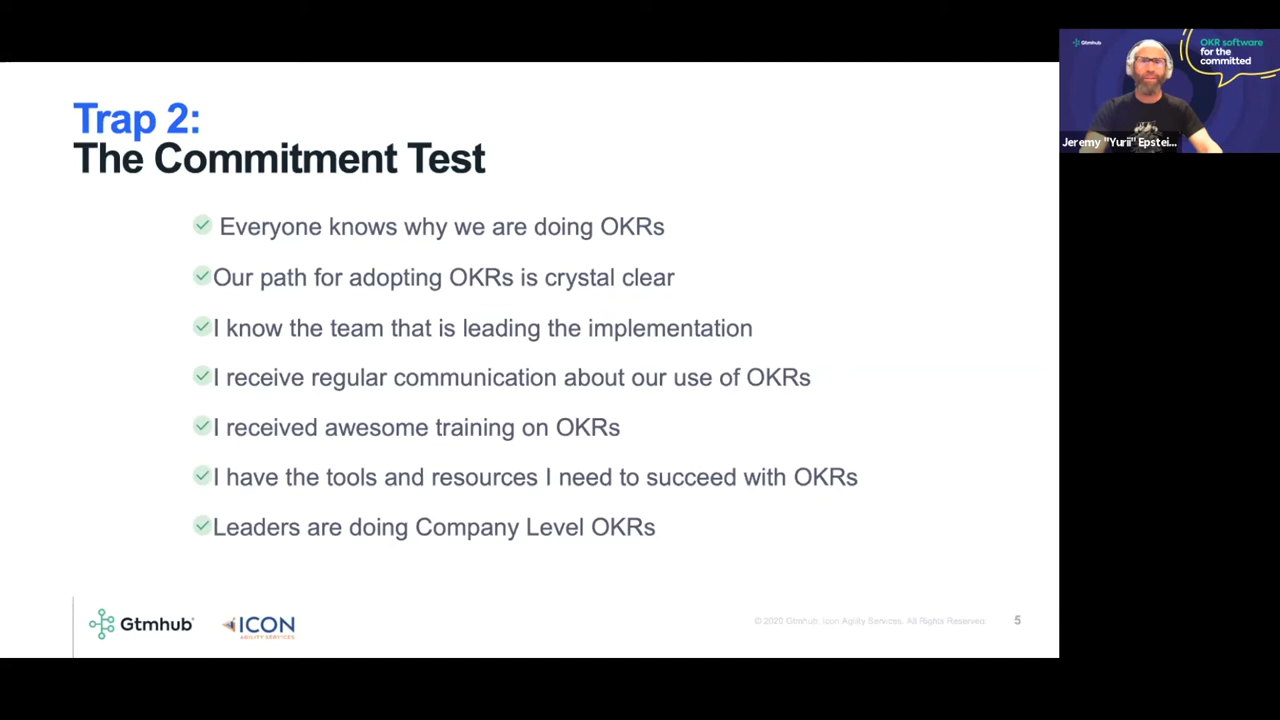 Trap 2:
The Commitment Test
Everyone knows why we are doing OKRs
Our path for adopting OKRs is crystal clear
I know the team that is leading the implementation
I receive regular communication about our use of OKRs
I received awesome training on OKRs
I have the tools and resources I need to succeed with OKRs
Leaders are doing Company Level OKRs
Gtmhub
ICON
AGILITY SERVICES
© 2020 Gtmhub, Icon Agility Services. All Rights Reserved.
5
Gtmhub
OKR software
for the
committed
Jeremy "Yurii" Epstei...